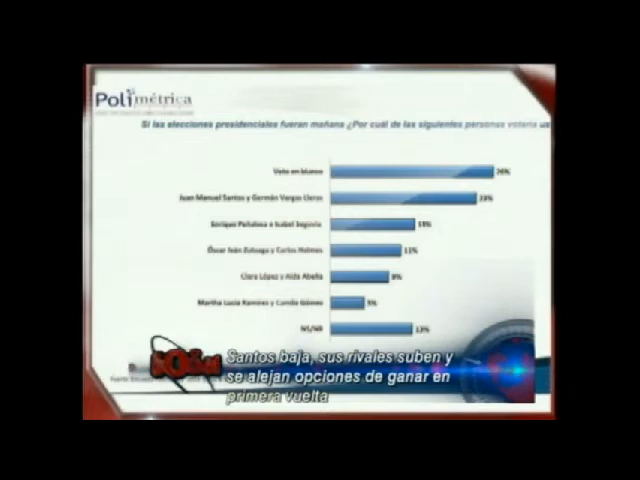 Polimétrica
Si las elecciones presidenciales fueran mañana ¿Por cuál de las siguientes personas votaría us
Voto en blanco 26%
Juan Manuel Santos y Germán Vargas Lleras 23%
Enrique Peñalosa e Isabel Segovia 13%
Óscar Iván Zuluaga y Carlos Holmes 11%
Clara López y Aída Abella 9%
Martha Lucía Ramírez y Camilo Gómez 5%
NS/NR 13%
Santos baja, sus rivales suben y
se alejan opciones de ganar en
primera vuelta